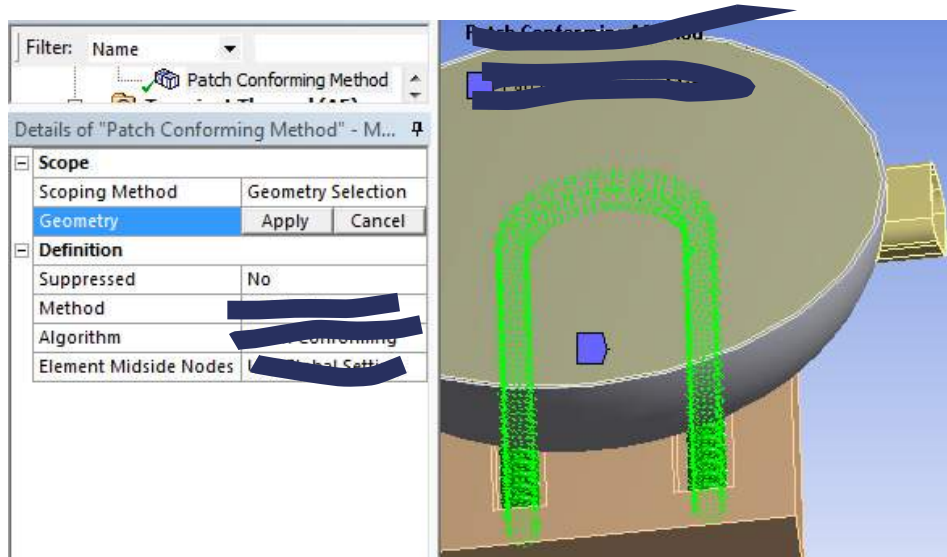 Filter: Name
Patch Conforming Method
Details of "Patch Conforming Method" - M...
Scope
Scoping Method Geometry Selection
Geometry Apply Cancel
Definition
Suppressed No
Method
Algorithm
Element Midside Nodes